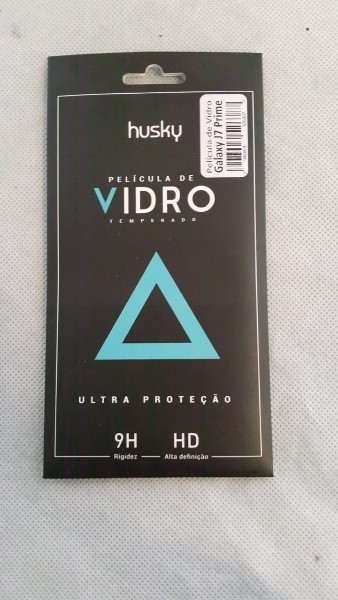 husky
Película de Vidro
Galaxy J7 Prime
PELÍCULA DE
VIDRO
TEMPERADO
ULTRA PROTEÇÃO
9H
Rigidez
HD
Alta definição